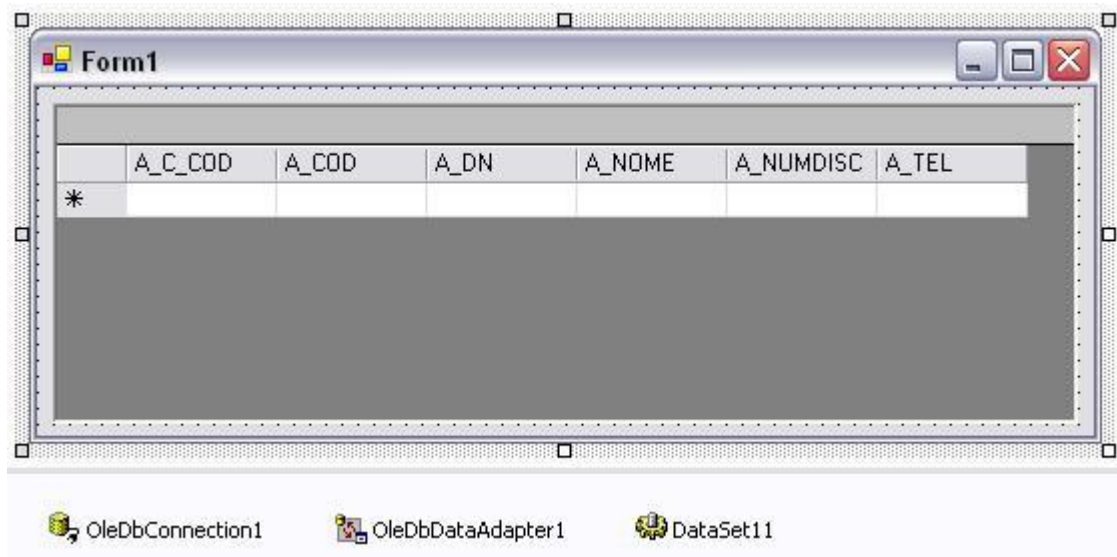 Form1
A_C_COD A_COD A_DN A_NOME A_NUMDISC A_TEL
*
OleDbConnection1 OleDbDataAdapter1 DataSet11